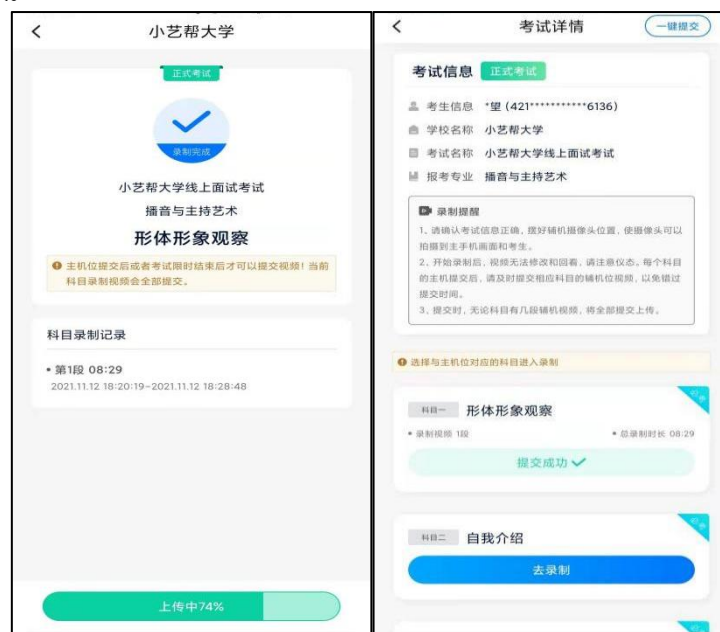 小艺帮大学
正式考试
录制完成
小艺帮大学线上面试考试
播音与主持艺术
形体形象观察
主机位提交后或者考试限时结束后才可以提交视频！当前
科目录制视频会全部提交。
科目录制记录
• 第1段 08:29
2021.11.12 18:20:19~2021.11.12 18:28:48
上传中74%
考试详情
一键提交
考试信息 正式考试
考生信息 *望 (421***********6136)
学校名称 小艺帮大学
考试名称 小艺帮大学线上面试考试
报考专业 播音与主持艺术
录制提醒
1、请确认考试信息正确，摆好辅机摄像头位置，使摄像头可以
拍摄到主手机画面和考生。
2、开始录制后，视频无法修改和回看，请注意仪态。每个科目
的主机提交后，请及时提交相应科目的辅机位视频，以免错过
提交时间。
3、提交时，无论科目有几段辅机视频，将全部提交上传。
选择与主机位对应的科目进入录制
科目一 形体形象观察
• 录制视频 1段 • 总录制时长 08:29
提交成功
科目二 自我介绍
去录制